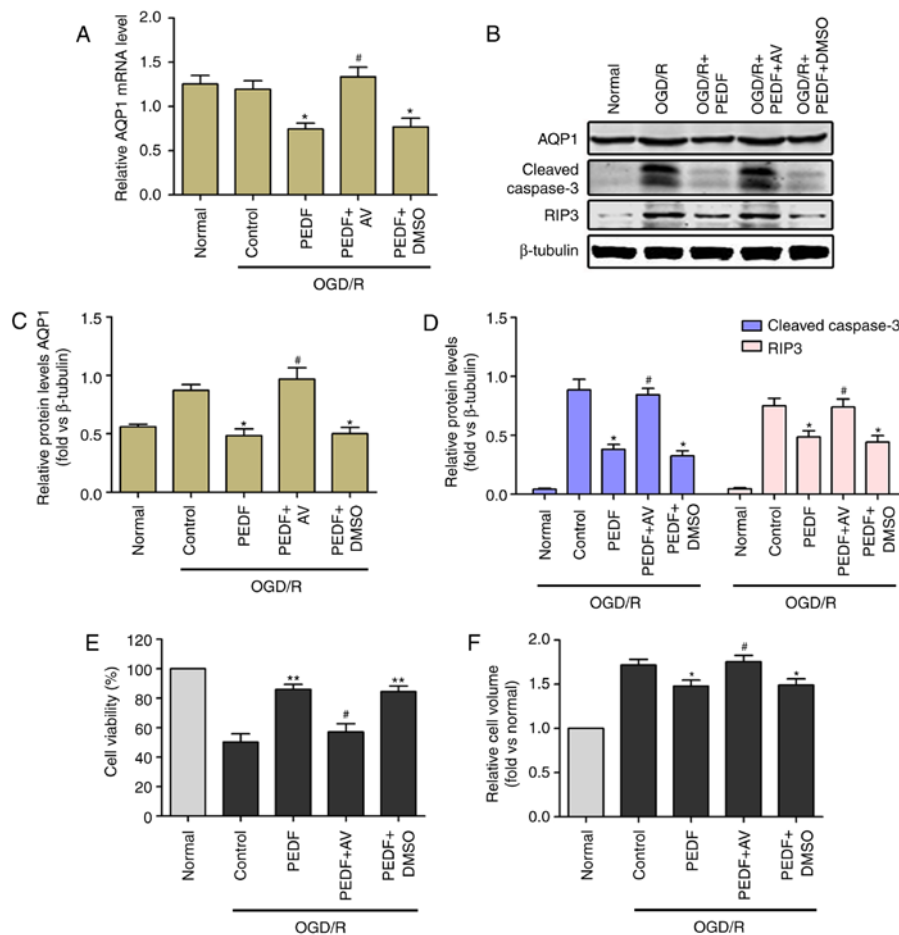 A
Relative AQP1 mRNA level
2.0
1.5
1.0
0.5
0.0
*
#
*
Normal
Control
PEDF
PEDF+
AV
PEDF+
DMSO
OGD/R
B
Normal
OGD/R
OGD/R+
PEDF
OGD/R+
PEDF+AV
OGD/R+
PEDF+DMSO
AQP1
Cleaved
caspase-3
RIP3
β-tubulin
C
Relative protein levels AQP1
(fold vs β-tubulin)
1.5
1.0
0.5
0.0
*
#
*
Normal
Control
PEDF
PEDF+
AV
PEDF+
DMSO
OGD/R
D
Relative protein levels
(fold vs β-tubulin)
1.5
1.0
0.5
0.0
Cleaved caspase-3
RIP3
*
#
*
*
#
*
Normal
Control
PEDF
PEDF+AV
PEDF+
DMSO
Normal
Control
PEDF
PEDF+AV
PEDF+
DMSO
OGD/R
OGD/R
E
Cell viability (%)
120
100
80
60
40
20
0
**
#
**
Normal
Control
PEDF
PEDF+AV
PEDF+
DMSO
OGD/R
F
Relative cell volume
(fold vs normal)
2.0
1.5
1.0
0.5
0.0
*
#
*
Normal
Control
PEDF
PEDF+AV
PEDF+
DMSO
OGD/R